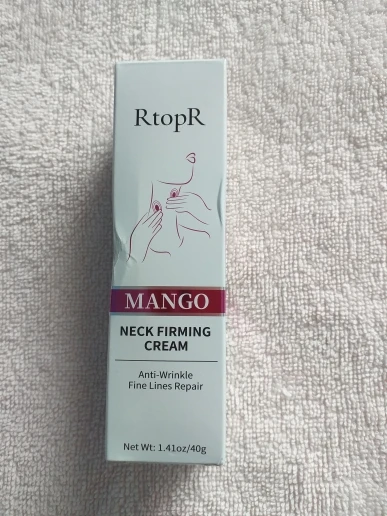 RtopR
MANGO
NECK FIRMING
CREAM
Anti-Wrinkle
Fine Lines Repair
Net Wt: 1.41oz/40g